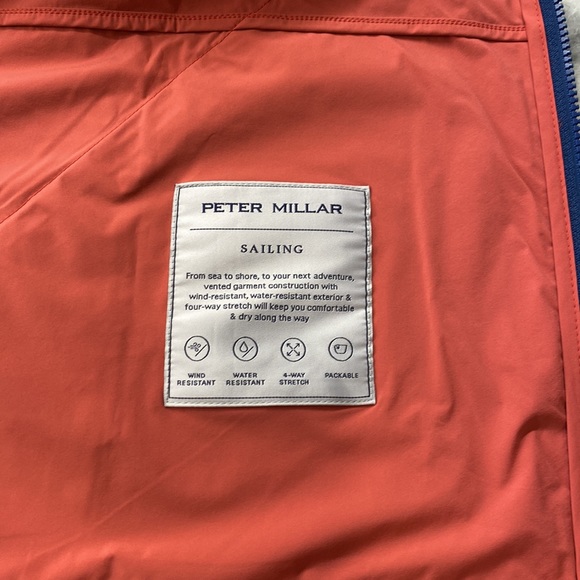 PETER MILLAR
SAILING
From sea to shore, to your next adventure,
vented garment construction with
wind-resistant, water-resistant exterior &
four-way stretch will keep you comfortable
& dry along the way
WIND RESISTANT
WATER RESISTANT
4-WAY STRETCH
PACKABLE